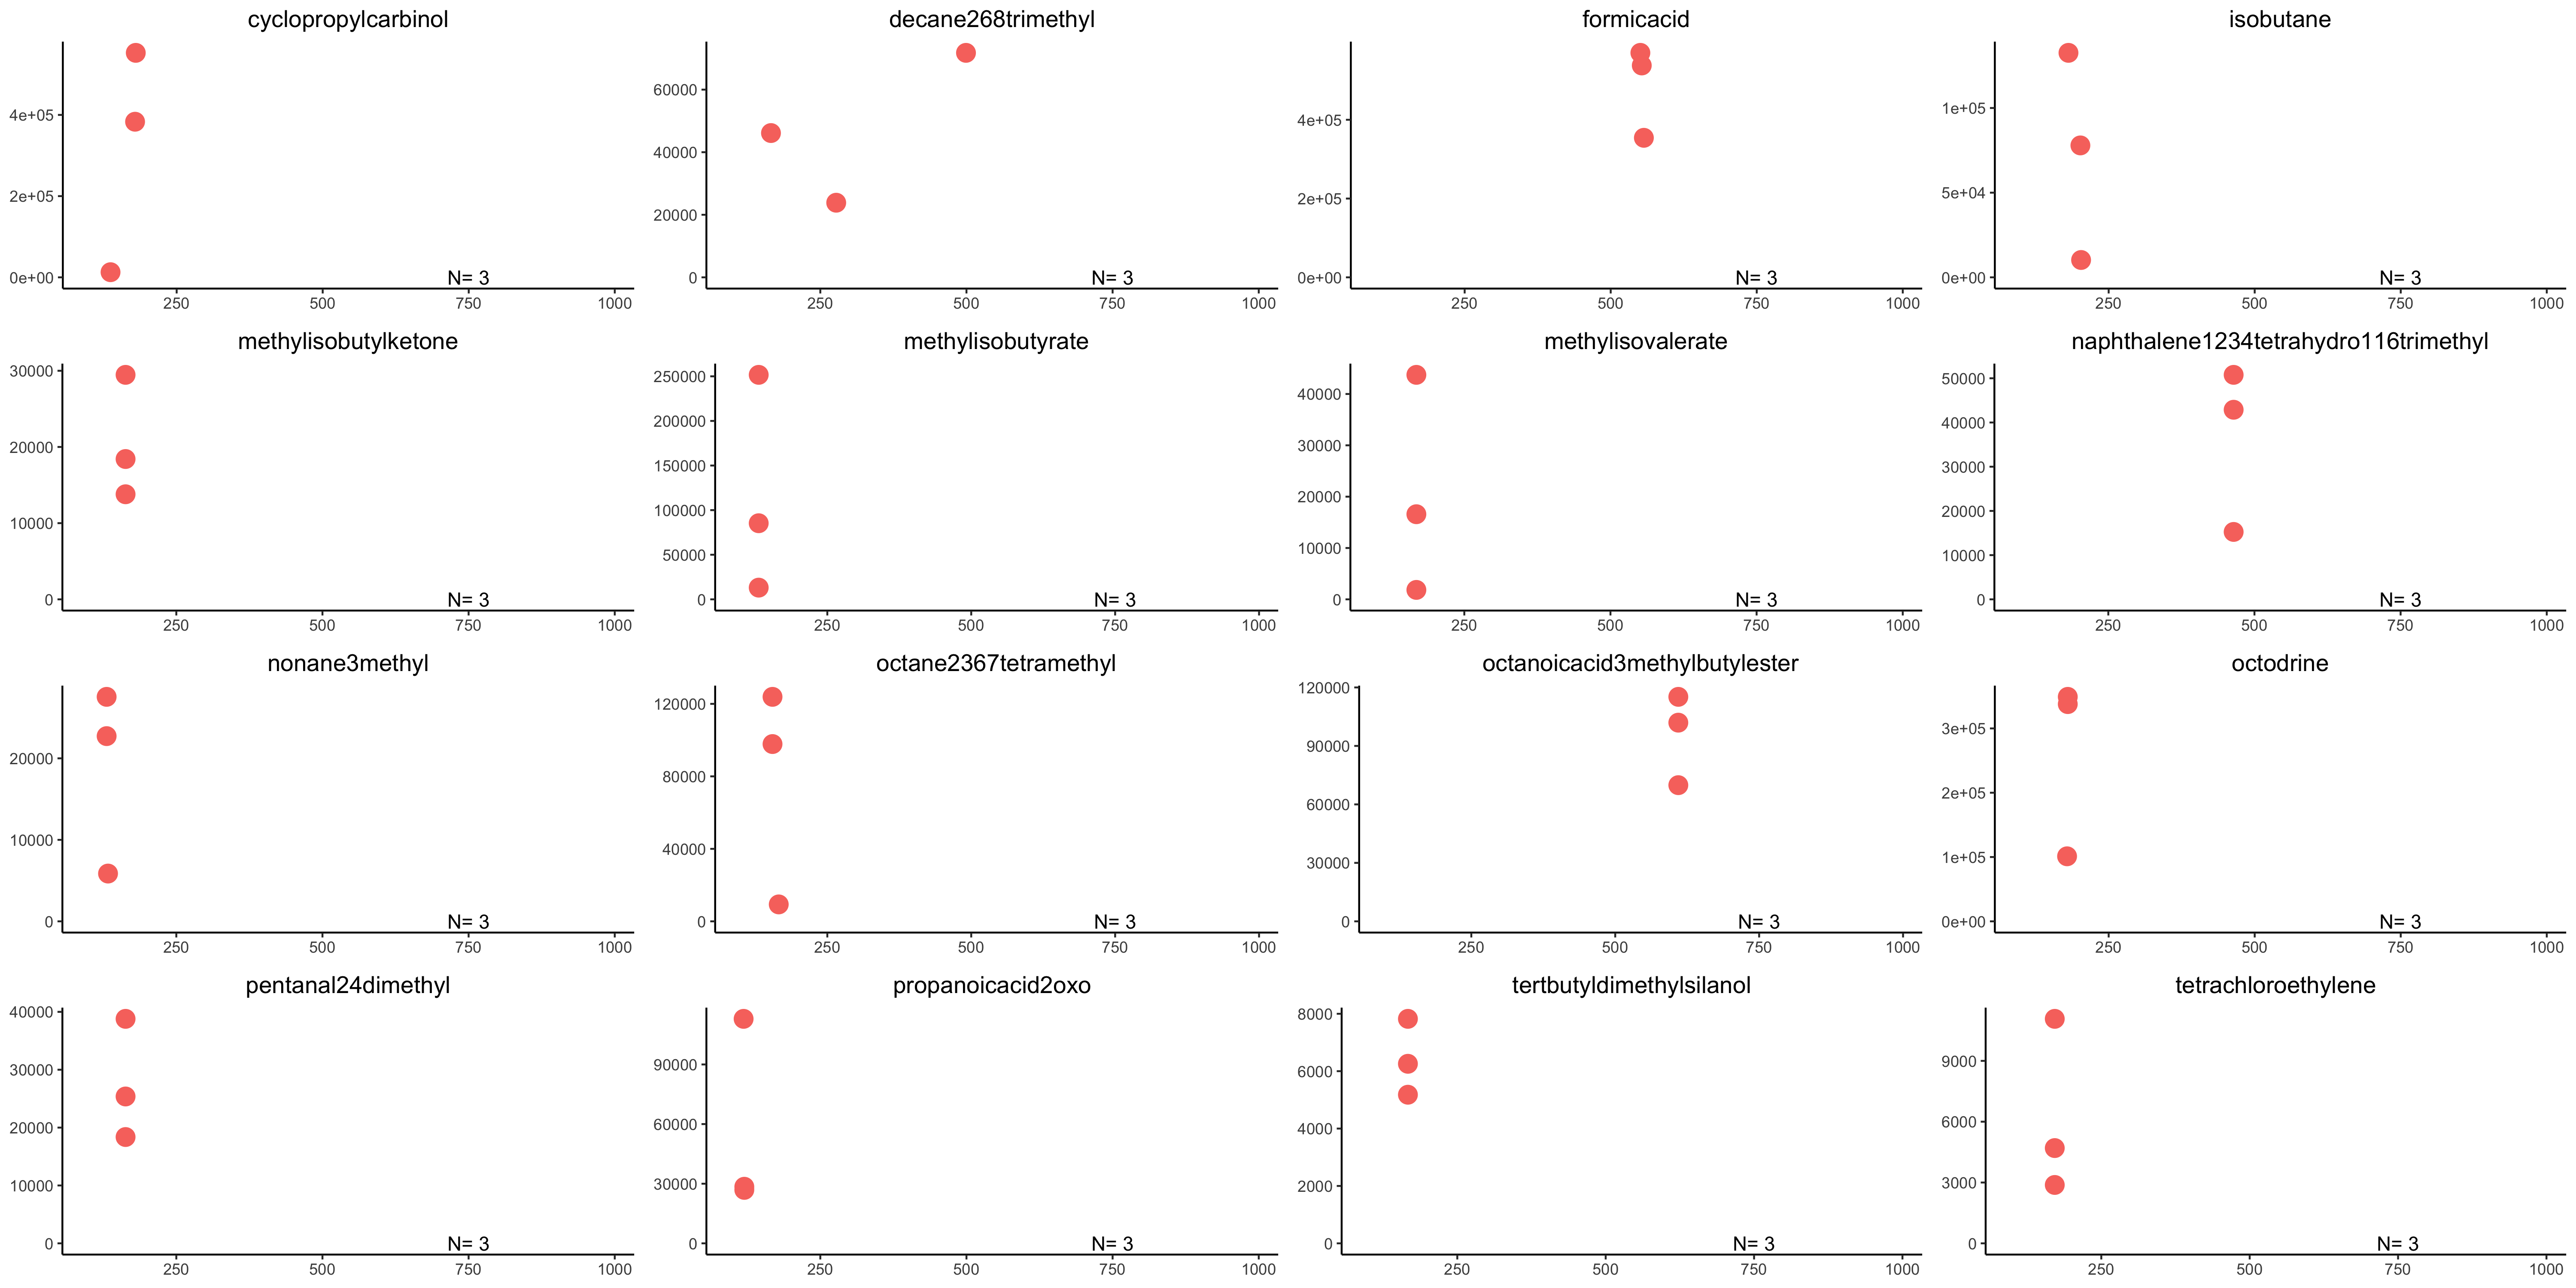 cyclopropylcarbinol
4e+05
2e+05
0e+00
N= 3
250 500 750 1000
decane268trimethyl
60000
40000
20000
0
N= 3
250 500 750 1000
formicacid
4e+05
2e+05
0e+00
N= 3
250 500 750 1000
isobutane
1e+05
5e+04
0e+00
N= 3
250 500 750 1000
methylisobutylketone
30000
20000
10000
0
N= 3
250 500 750 1000
methylisobutyrate
250000
200000
150000
100000
50000
0
N= 3
250 500 750 1000
methylisovalerate
40000
30000
20000
10000
0
N= 3
250 500 750 1000
naphthalene1234tetrahydro116trimethyl
50000
40000
30000
20000
10000
0
N= 3
250 500 750 1000
nonane3methyl
20000
10000
0
N= 3
250 500 750 1000
octane2367tetramethyl
120000
80000
40000
0
N= 3
250 500 750 1000
octanoicacid3methylbutylester
120000
90000
60000
30000
0
N= 3
250 500 750 1000
octodrine
3e+05
2e+05
1e+05
0e+00
N= 3
250 500 750 1000
pentanal24dimethyl
40000
30000
20000
10000
0
N= 3
250 500 750 1000
propanoicacid2oxo
90000
60000
30000
0
N= 3
250 500 750 1000
tertbutyldimethylsilanol
8000
6000
4000
2000
0
N= 3
250 500 750 1000
tetrachloroethylene
9000
6000
3000
0
N= 3
250 500 750 1000